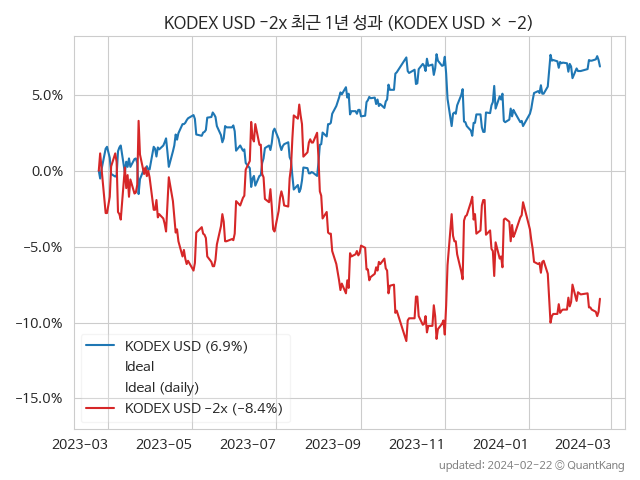 KODEX USD −2x 최근 1년 성과 (KODEX USD × −2)
5.0%
0.0%
−5.0%
−10.0%
−15.0%
KODEX USD (6.9%)
Ideal
Ideal (daily)
KODEX USD −2x (−8.4%)
2023-03 2023-05 2023-07 2023-09 2023-11 2024-01 2024-03
updated: 2024-02-22 © QuantKang